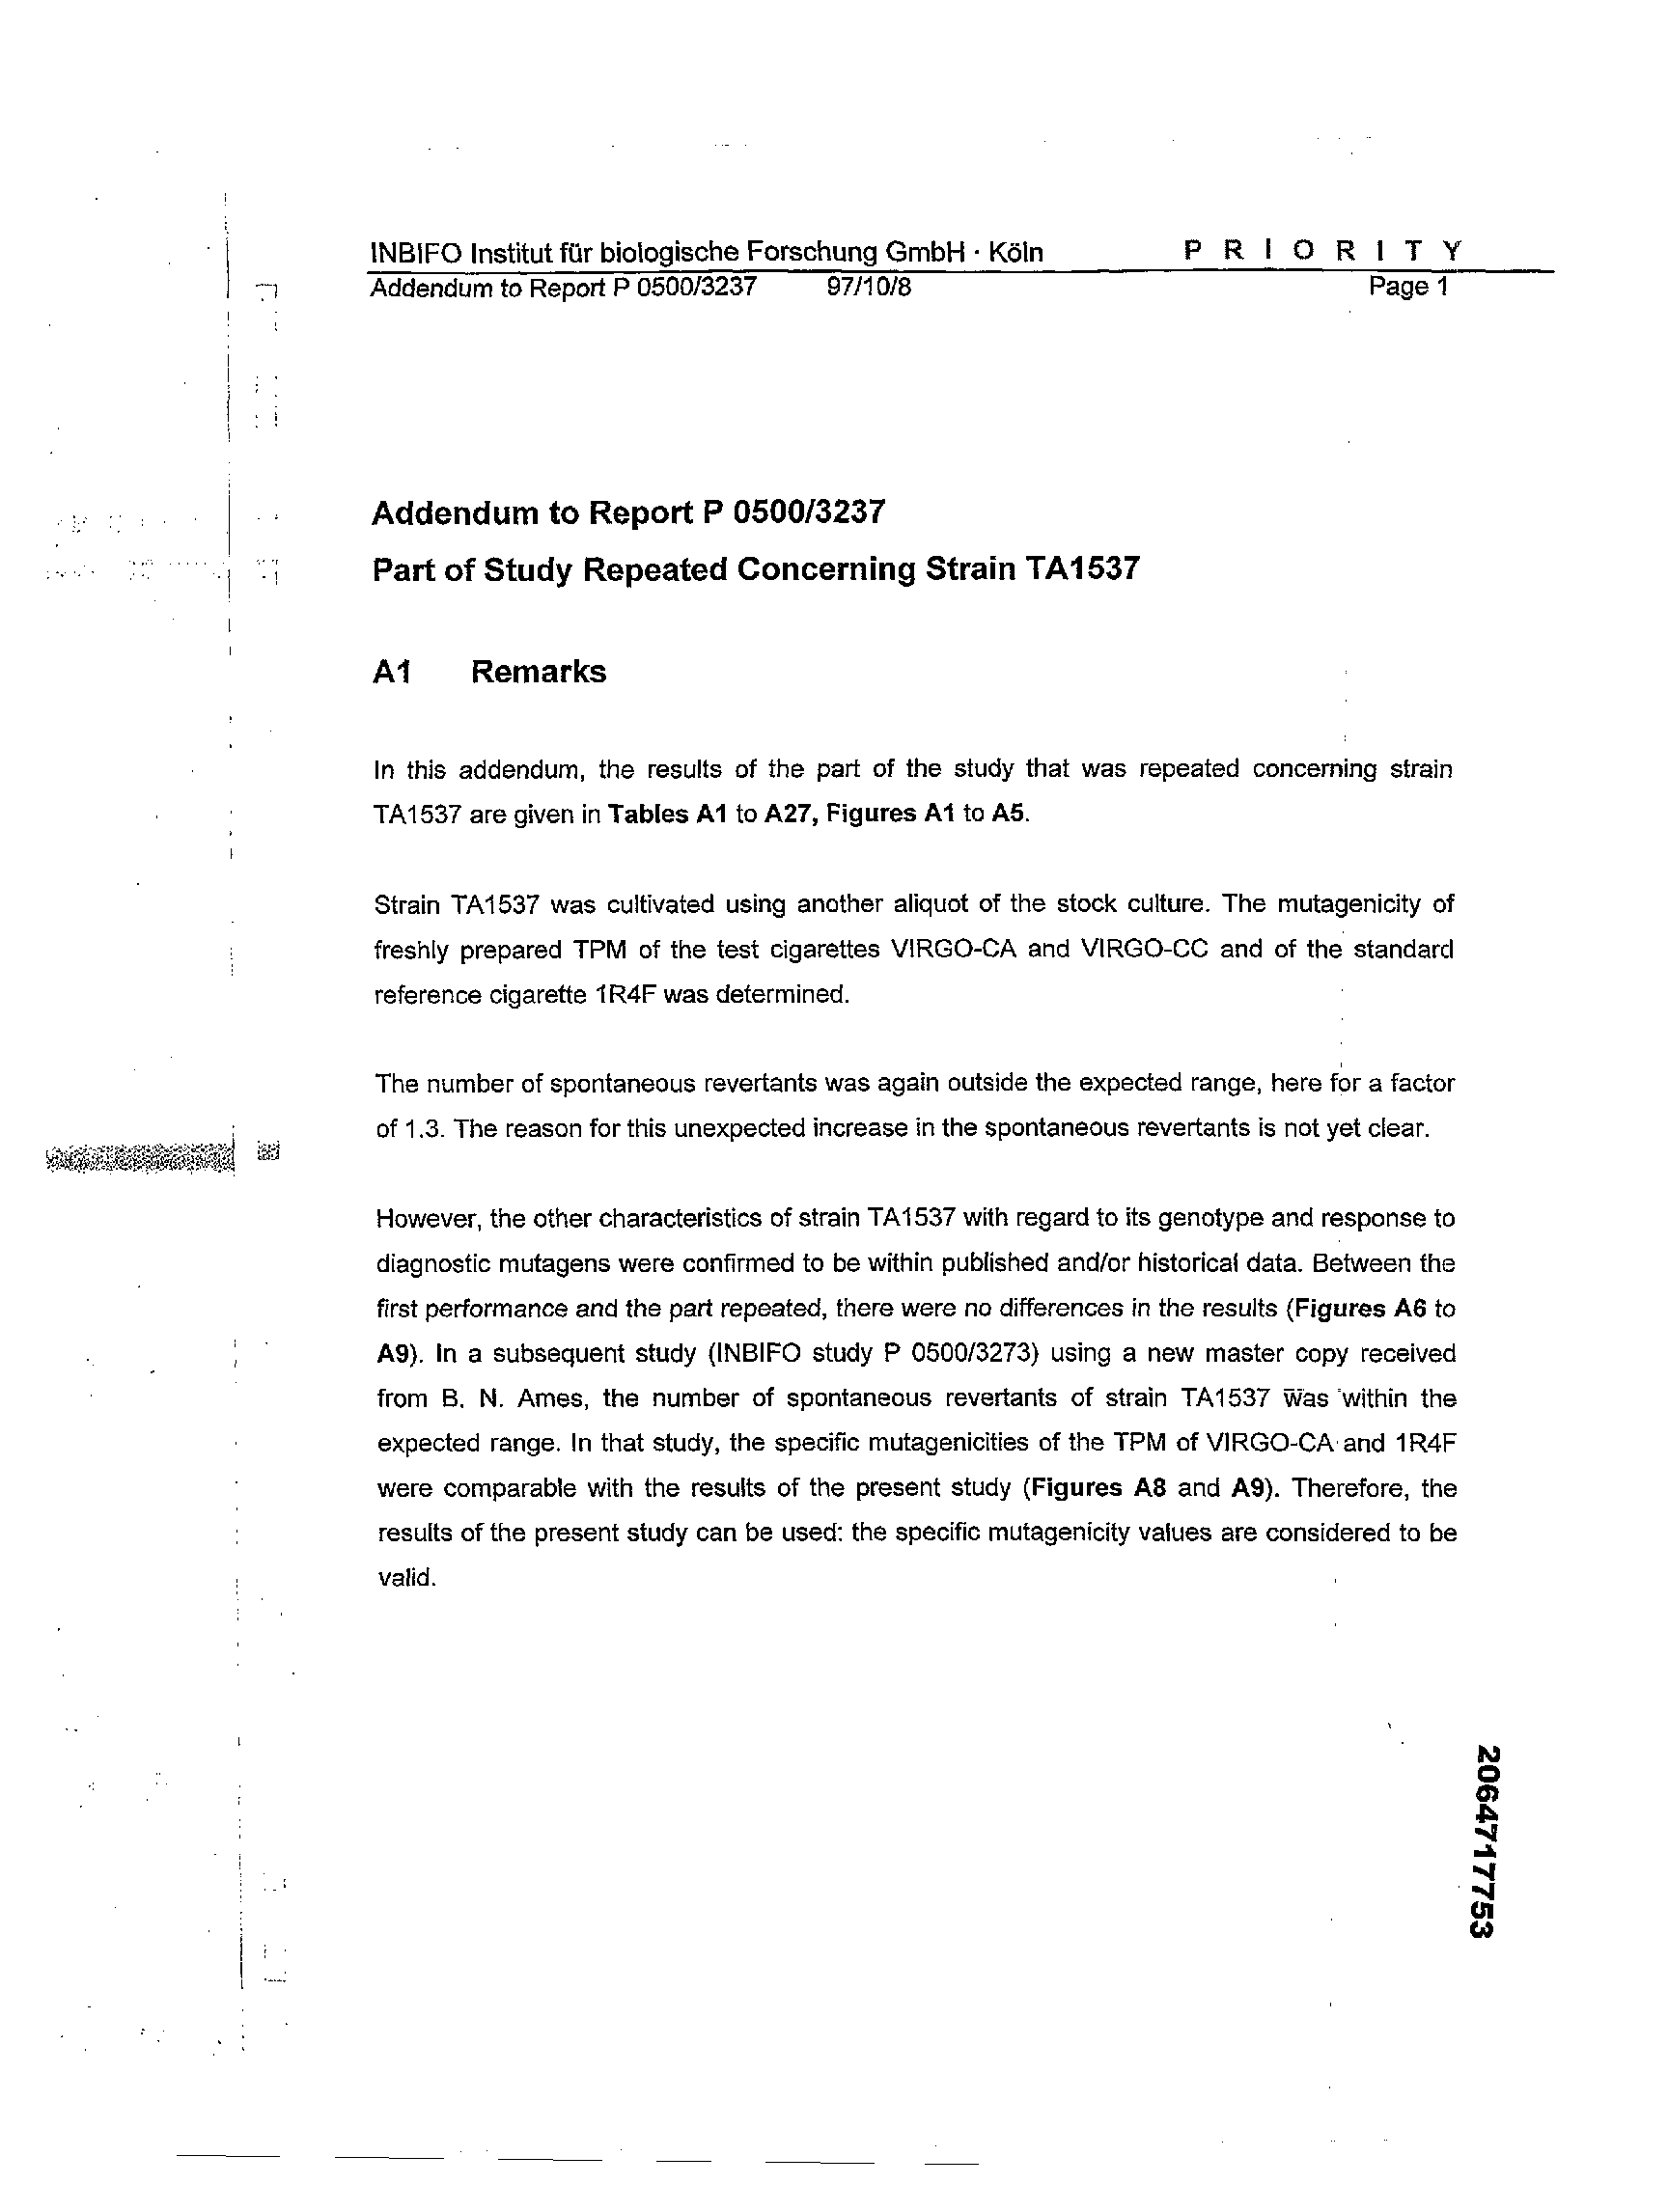 INBIFO Institut für biologische Forschung GmbH · Köln P R I O R I T Y
Addendum to Report P 0500/3237 97/10/8 Page 1
Addendum to Report P 0500/3237
Part of Study Repeated Concerning Strain TA1537
A1 Remarks
In this addendum, the results of the part of the study that was repeated concerning strain
TA1537 are given in Tables A1 to A27, Figures A1 to A5.
Strain TA1537 was cultivated using another aliquot of the stock culture. The mutagenicity of
freshly prepared TPM of the test cigarettes VIRGO-CA and VIRGO-CC and of the standard
reference cigarette 1R4F was determined.
The number of spontaneous revertants was again outside the expected range, here for a factor
of 1.3. The reason for this unexpected increase in the spontaneous revertants is not yet clear.
However, the other characteristics of strain TA1537 with regard to its genotype and response to
diagnostic mutagens were confirmed to be within published and/or historical data. Between the
first performance and the part repeated, there were no differences in the results (Figures A6 to
A9). In a subsequent study (INBIFO study P 0500/3273) using a new master copy received
from B. N. Ames, the number of spontaneous revertants of strain TA1537 was within the
expected range. In that study, the specific mutagenicities of the TPM of VIRGO-CA and 1R4F
were comparable with the results of the present study (Figures A8 and A9). Therefore, the
results of the present study can be used: the specific mutagenicity values are considered to be
valid.
2064717753